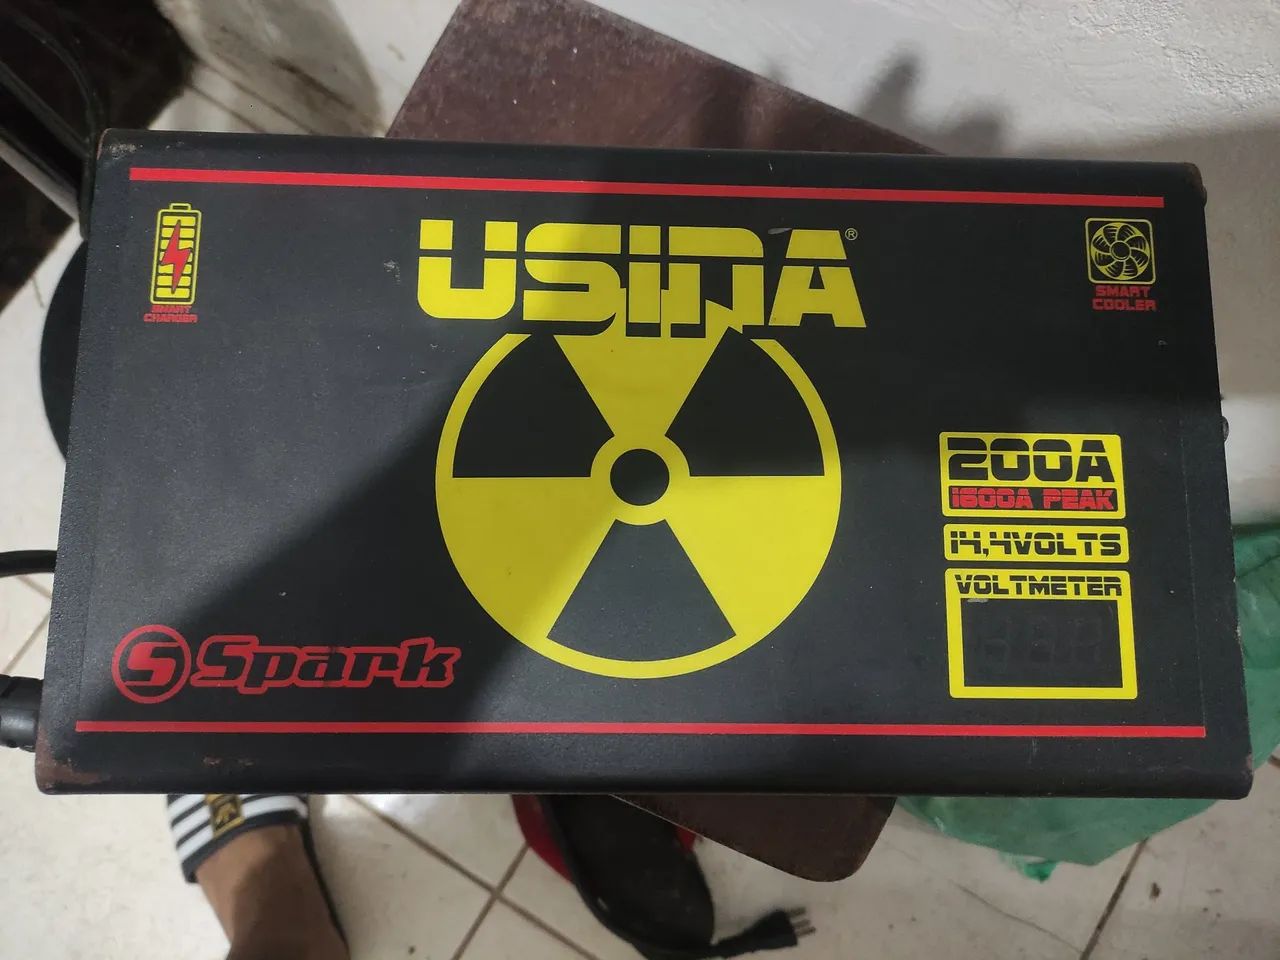 USINA®
SMART
CHARGER
SMART
COOLER
200A
1600A PEAK
14,4VOLTS
VOLTMETER
S Spark